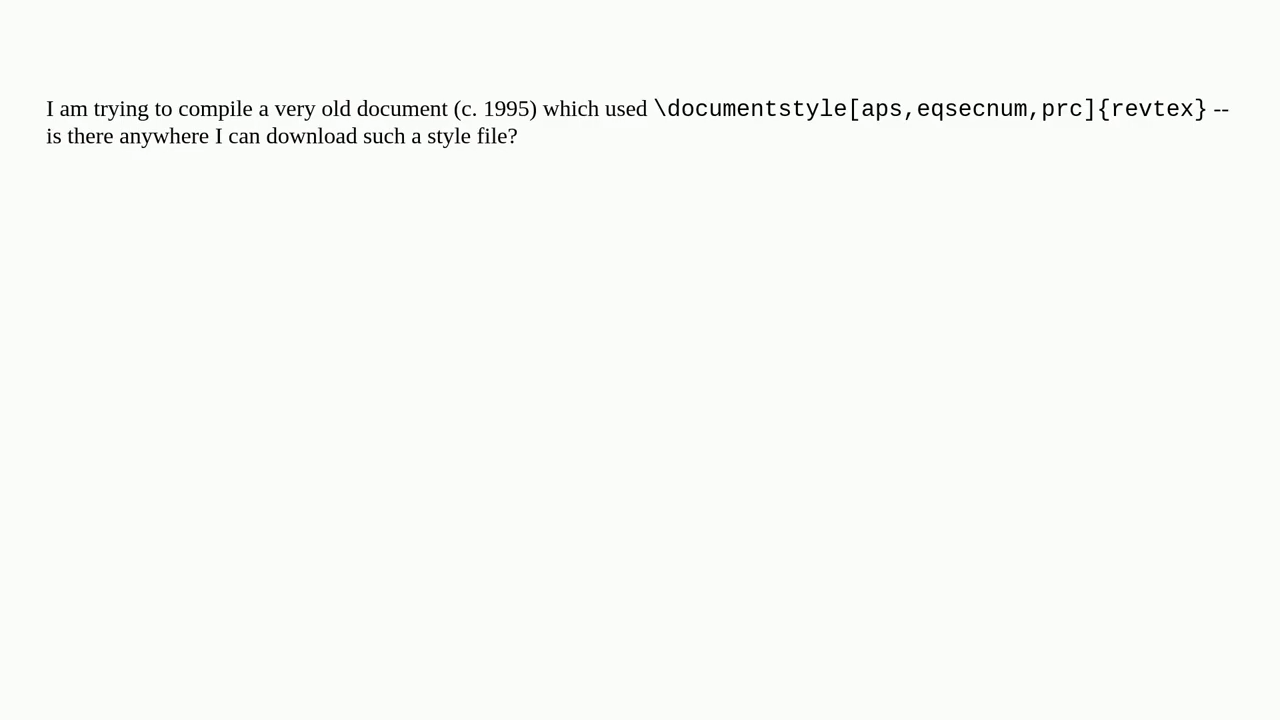 I am trying to compile a very old document (c. 1995) which used \documentstyle[aps,eqsecnum,prc]{revtex} --
is there anywhere I can download such a style file?